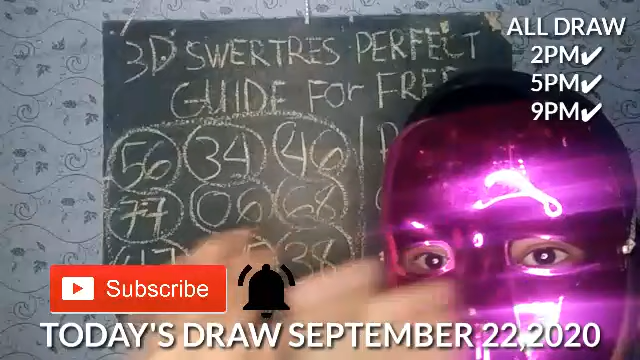 ALL DRAW
2PM✔
5PM✔
9PM✔
3D SWERTRES PERFECT
GUIDE FOR FREE
56 34 46
77 06 68
38
Subscribe
TODAY'S DRAW SEPTEMBER 22,2020